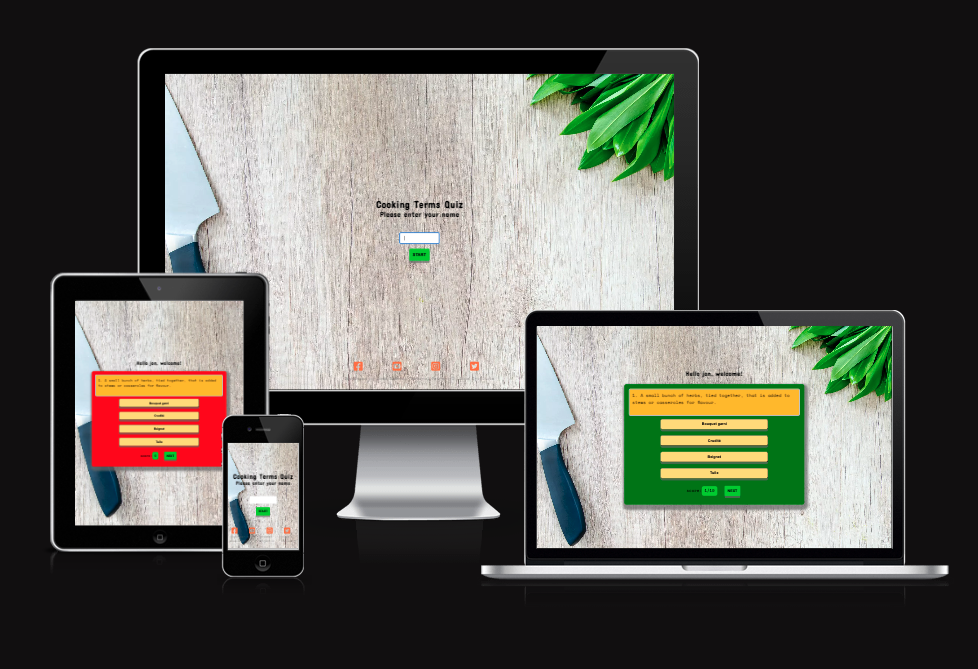 Cooking Terms Quiz
Please enter your name
START
Hello jon, welcome!
1. A small bunch of herbs, tied together, that is added
to stews or casseroles for flavour.
Bouquet garni
Crudité
Beignet
Tuile
NEXT
Cooking Terms Quiz
Please enter your name
START
Hello jon, welcome!
1. A small bunch of herbs, tied together, that is added to
stews or casseroles for flavour.
Bouquet garni
Crudité
Beignet
Tuile
Score: 1/10 NEXT